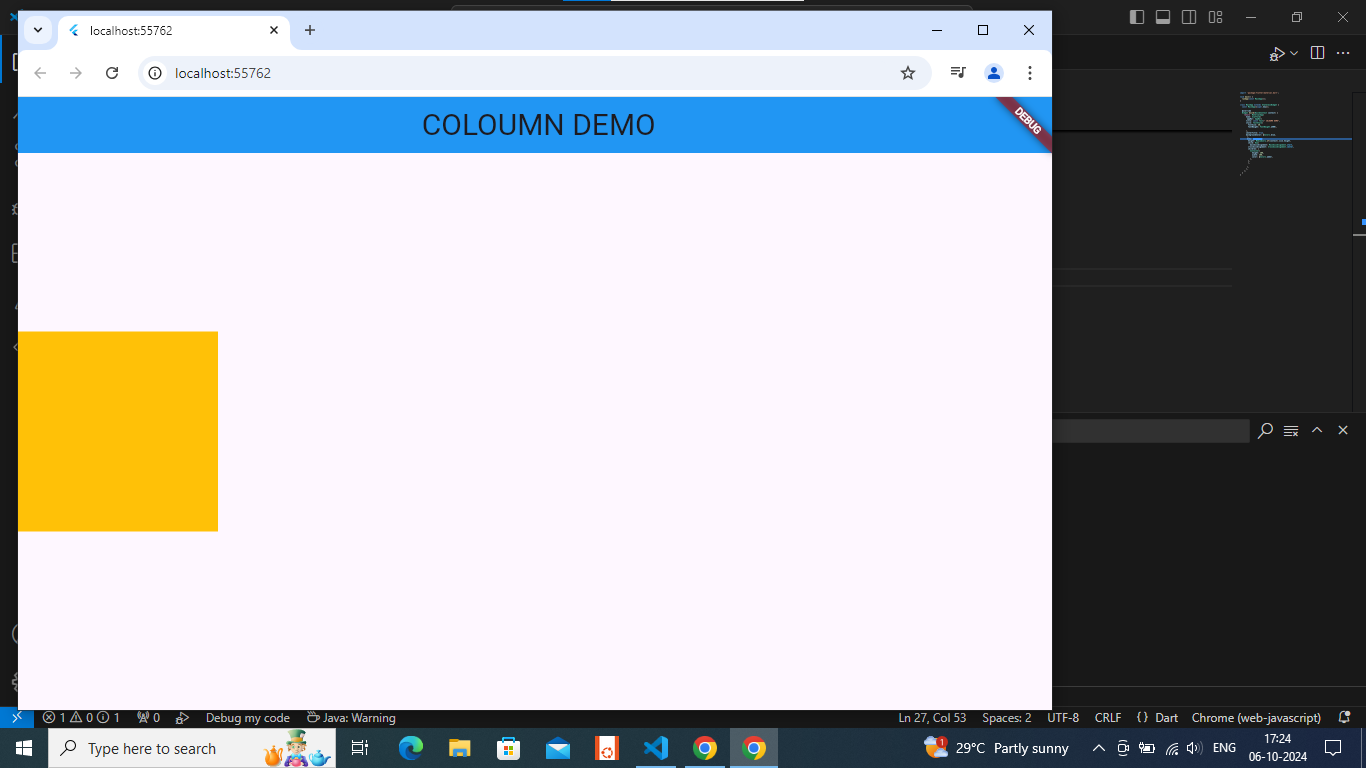 localhost:55762
localhost:55762
COLOUMN DEMO
DEBUG
1 0 1 0 Debug my code Java: Warning Ln 27, Col 53 Spaces: 2 UTF-8 CRLF { } Dart Chrome (web-javascript)
Type here to search 1 29°C Partly sunny ENG 17:24
06-10-2024